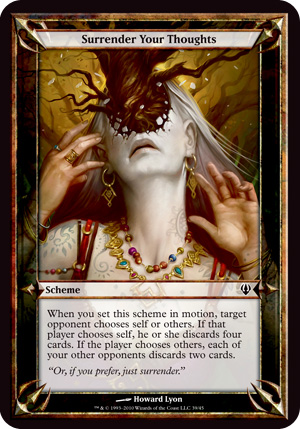 Surrender Your Thoughts
Scheme
When you set this scheme in motion, target
opponent chooses self or others. If that
player chooses self, he or she discards four
cards. If the player chooses others, each of
your other opponents discards two cards.
“Or, if you prefer, just surrender.”
Howard Lyon
™ & © 1993–2010 Wizards of the Coast LLC 39/45